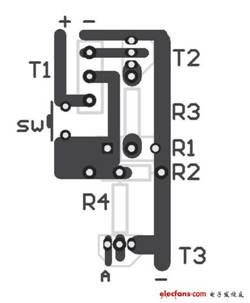 + -
T2
T1
R3
SW
R1
R2
R4
T3
A
-
elecfans.com 电子发烧友